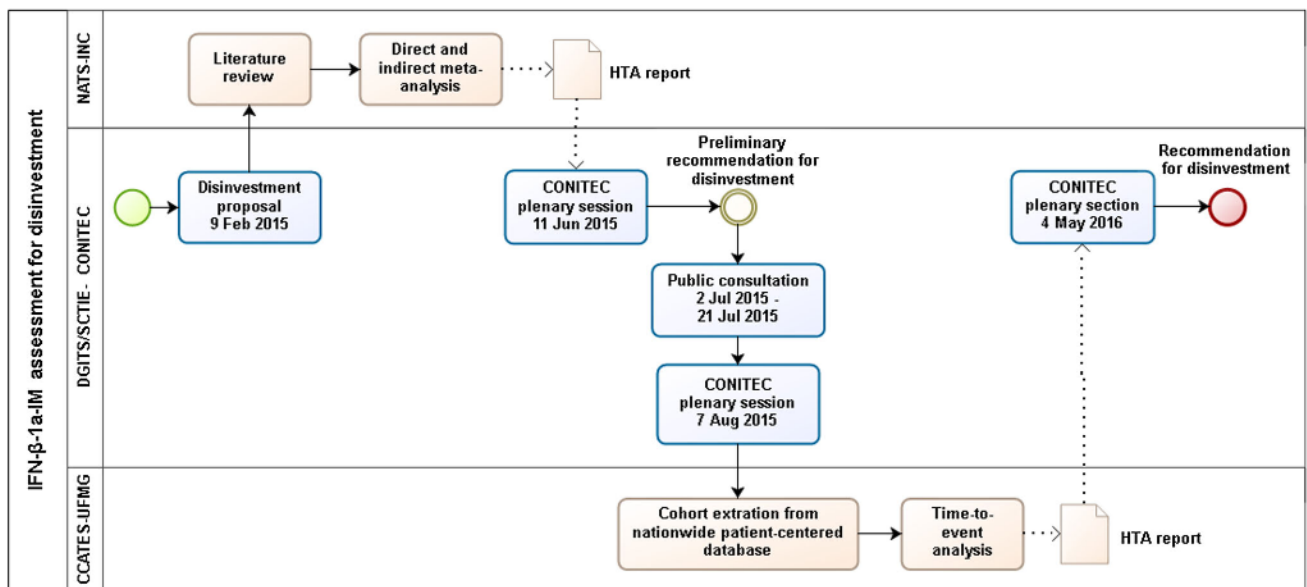 IFN-β-1a-IM assessment for disinvestment
NATS-INC
Literature
review
Direct and
indirect meta-
analysis
HTA report
DGITS/SCTIE- CONITEC
Disinvestment
proposal
9 Feb 2015
CONITEC
plenary session
11 Jun 2015
Preliminary
recommendation for
disinvestment
Public consultation
2 Jul 2015 -
21 Jul 2015
CONITEC
plenary session
7 Aug 2015
CONITEC
plenary section
4 May 2016
Recommendation
for disinvestment
CCATES-UFMG
Cohort extration from
nationwide patient-centered
database
Time-to-
event
analysis
HTA report